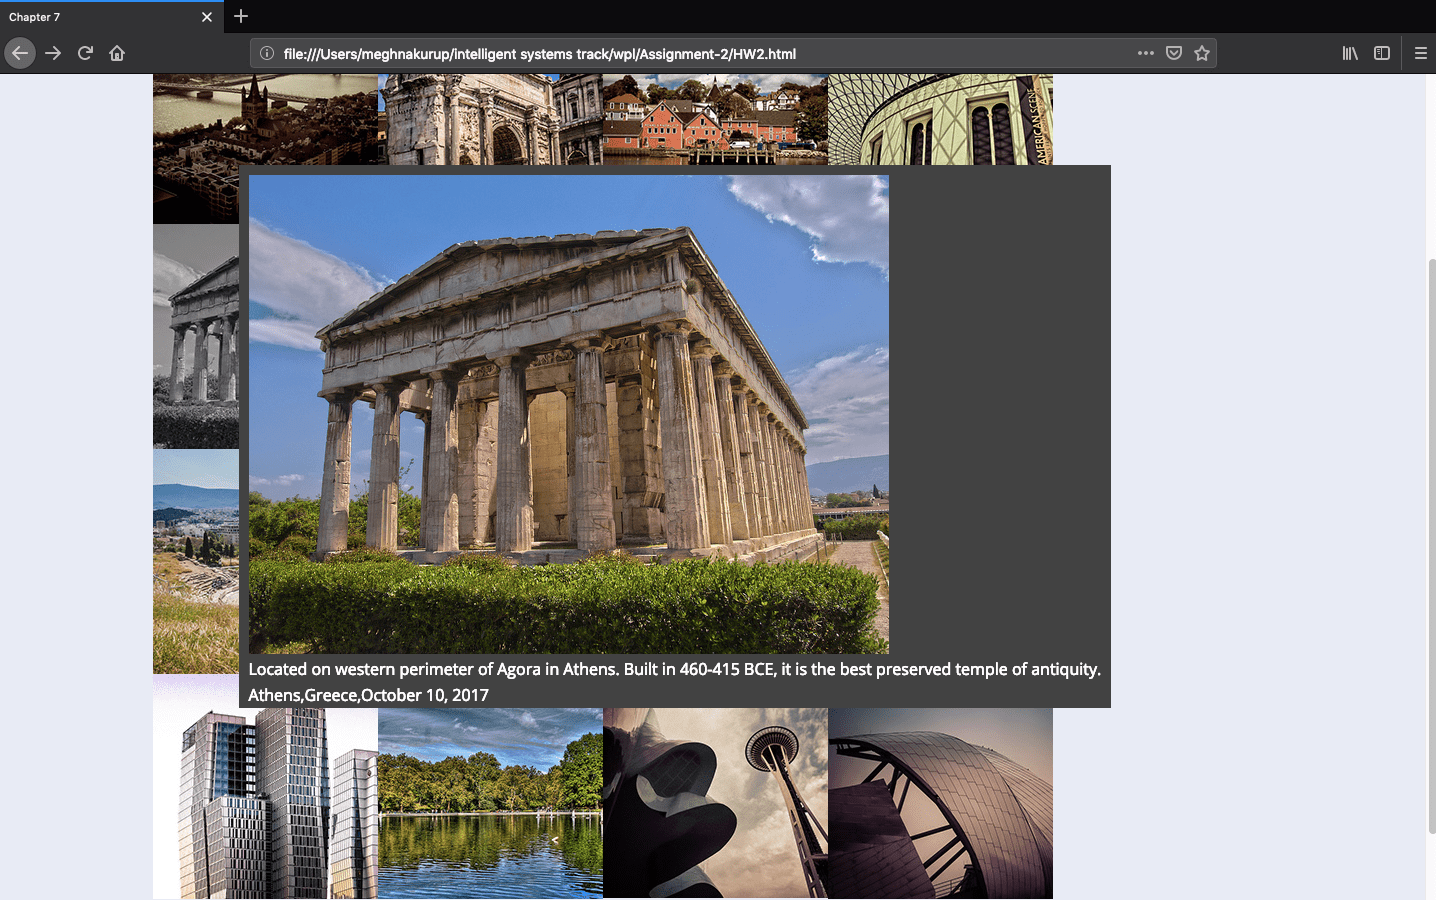 Chapter 7
file:///Users/meghnakurup/intelligent systems track/wpl/Assignment-2/HW2.html
AMERICAN SCENE
Located on western perimeter of Agora in Athens. Built in 460-415 BCE, it is the best preserved temple of antiquity.
Athens,Greece,October 10, 2017